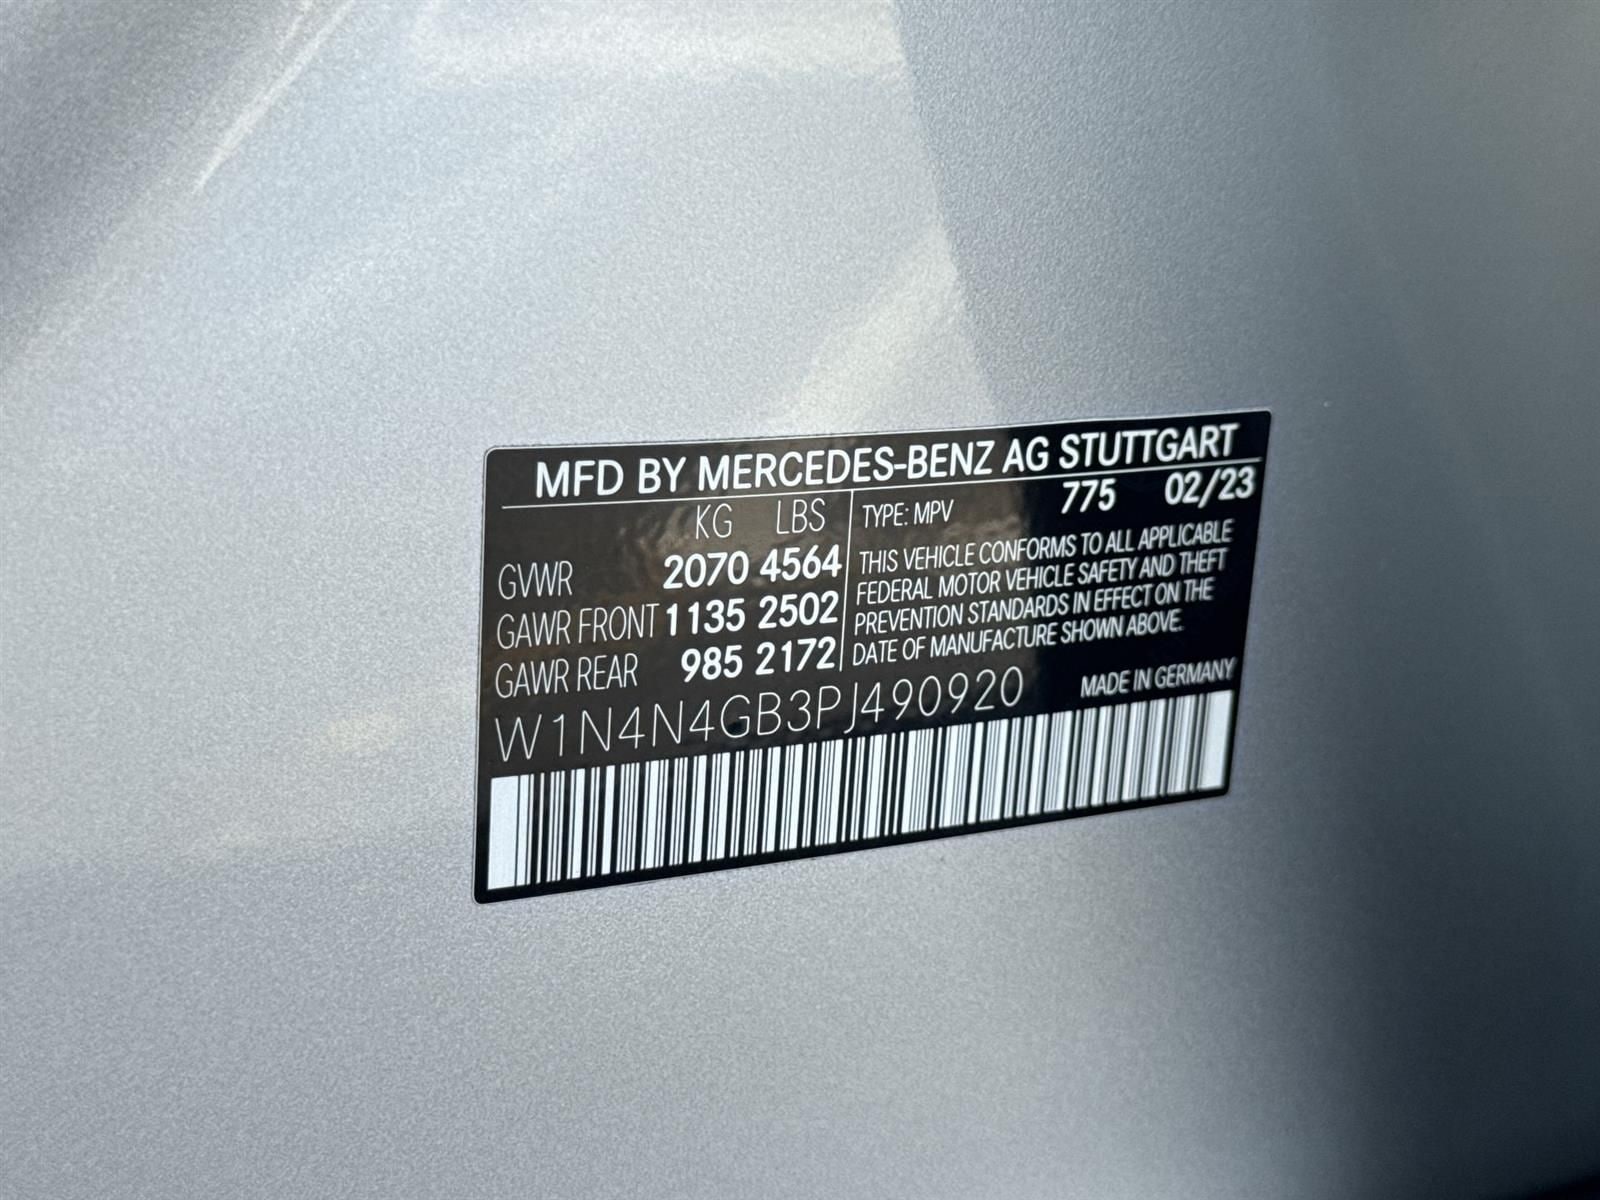 MFD BY MERCEDES-BENZ AG STUTTGART
KG LBS
GVWR 2070 4564
GAWR FRONT 1135 2502
GAWR REAR 985 2172
TYPE: MPV 775 02/23
THIS VEHICLE CONFORMS TO ALL APPLICABLE
FEDERAL MOTOR VEHICLE SAFETY AND THEFT
PREVENTION STANDARDS IN EFFECT ON THE
DATE OF MANUFACTURE SHOWN ABOVE.
W1N4N4GB3PJ490920
MADE IN GERMANY